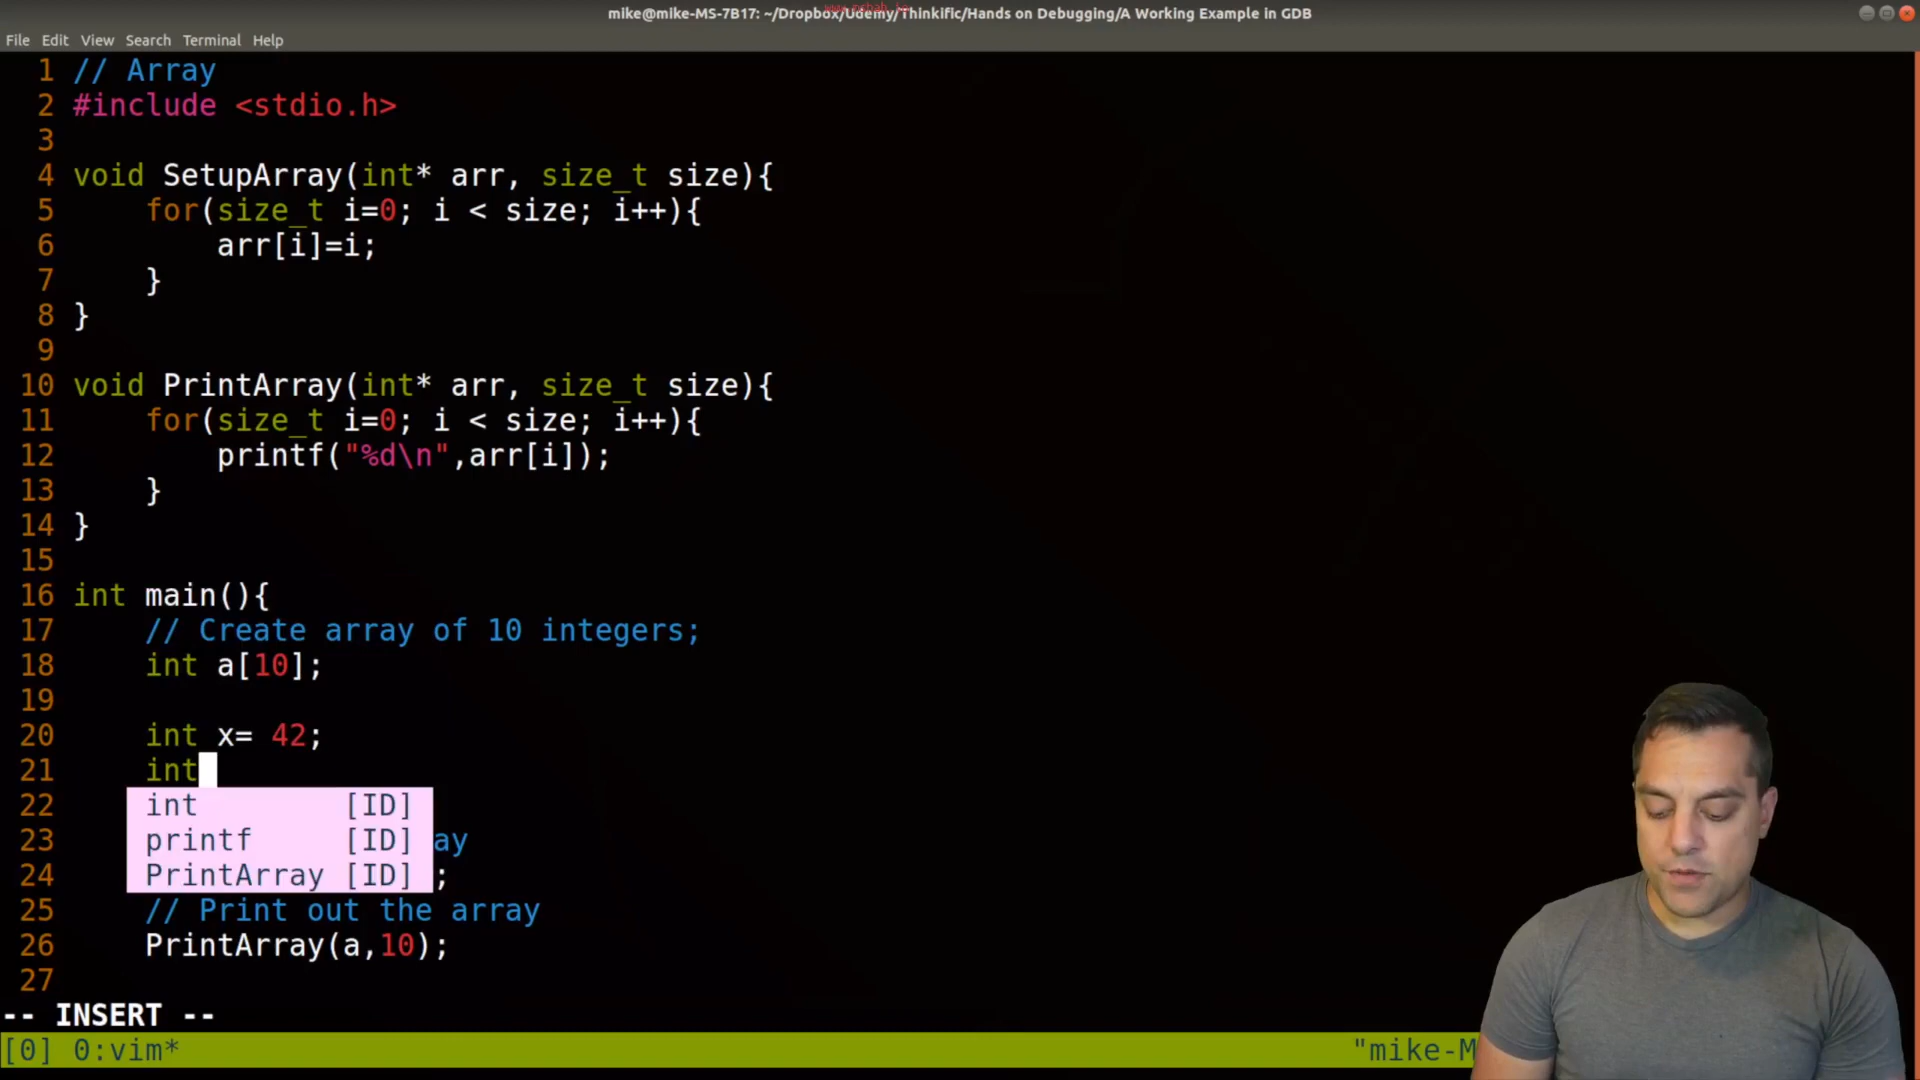 mike@mike-MS-7B17: ~/Dropbox/Udemy/Thinkific/Hands on Debugging/A Working Example in GDB
File Edit View Search Terminal Help
1 // Array
2 #include <stdio.h>
3
4 void SetupArray(int* arr, size_t size){
5     for(size_t i=0; i < size; i++){
6         arr[i]=i;
7     }
8 }
9
10 void PrintArray(int* arr, size_t size){
11     for(size_t i=0; i < size; i++){
12         printf("%d\n",arr[i]);
13     }
14 }
15
16 int main(){
17     // Create array of 10 integers;
18     int a[10];
19
20     int x= 42;
21     int
22 int [ID]
23 printf [ID] ay
24 PrintArray [ID] ;
25     // Print out the array
26     PrintArray(a,10);
27
-- INSERT --
[0] 0:vim* "mike-M